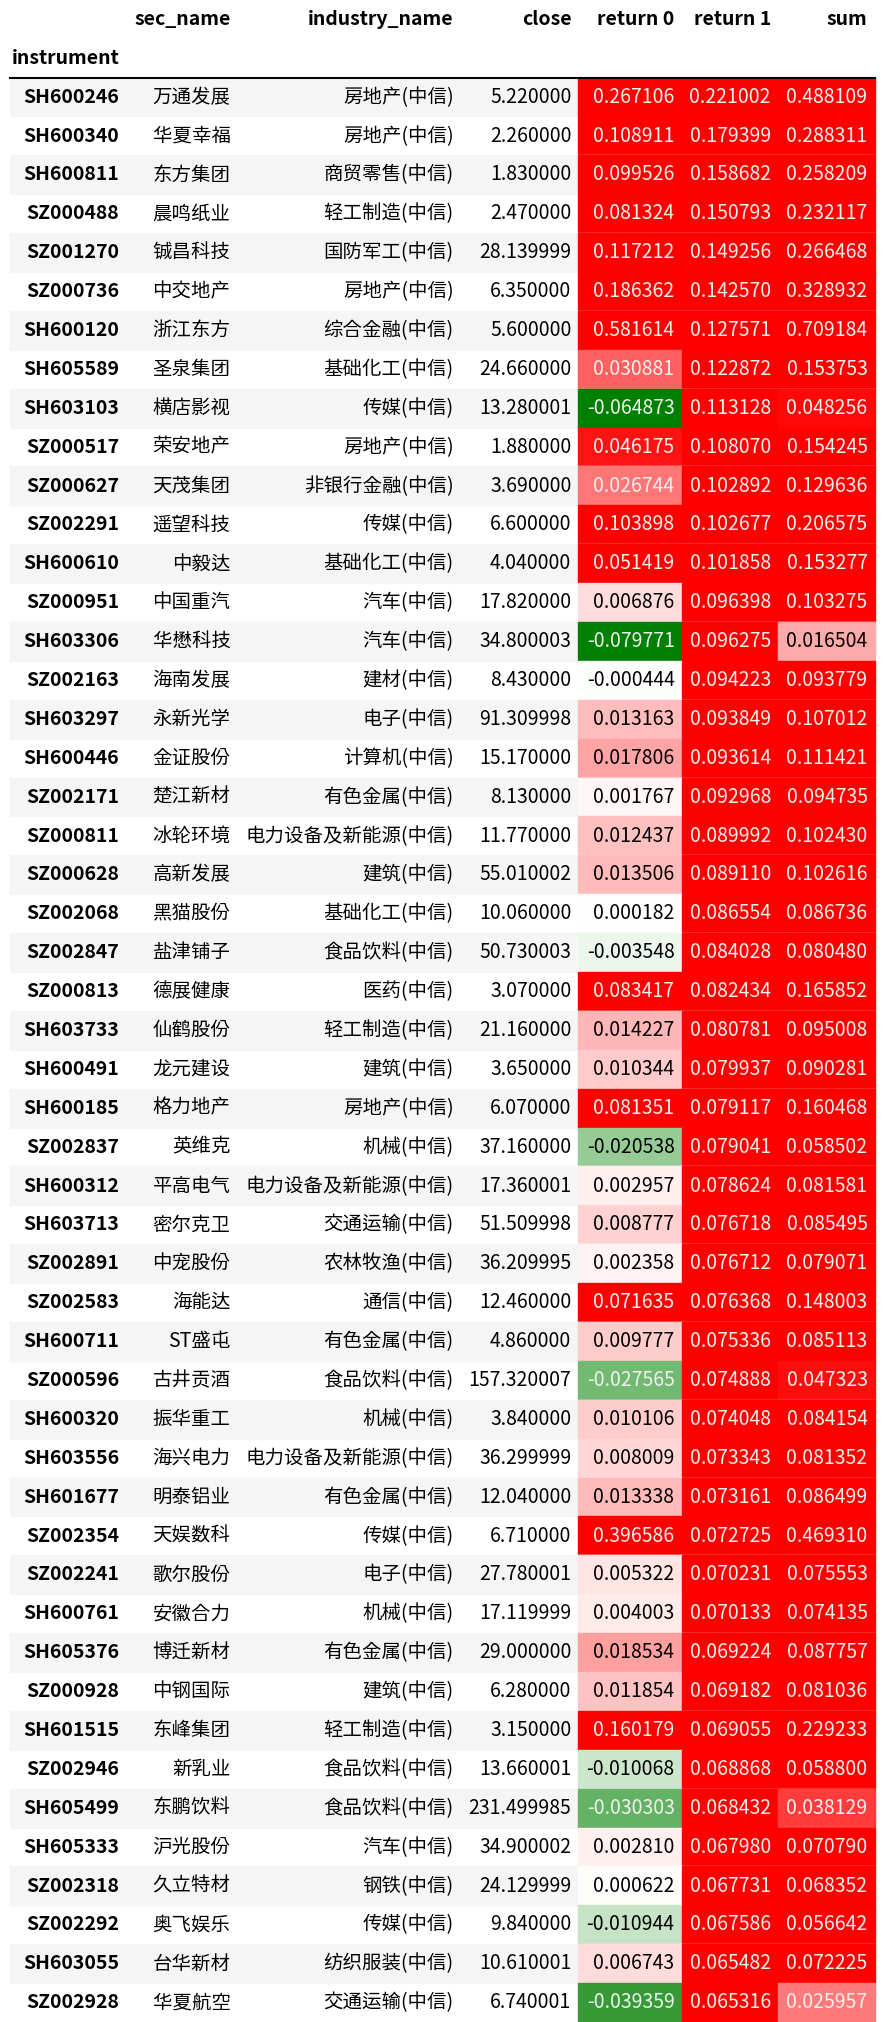 sec_name industry_name close return 0 return 1 sum
instrument
SH600246 万通发展 房地产(中信) 5.220000 0.267106 0.221002 0.488109
SH600340 华夏幸福 房地产(中信) 2.260000 0.108911 0.179399 0.288311
SH600811 东方集团 商贸零售(中信) 1.830000 0.099526 0.158682 0.258209
SZ000488 晨鸣纸业 轻工制造(中信) 2.470000 0.081324 0.150793 0.232117
SZ001270 铖昌科技 国防军工(中信) 28.139999 0.117212 0.149256 0.266468
SZ000736 中交地产 房地产(中信) 6.350000 0.186362 0.142570 0.328932
SH600120 浙江东方 综合金融(中信) 5.600000 0.581614 0.127571 0.709184
SH605589 圣泉集团 基础化工(中信) 24.660000 0.030881 0.122872 0.153753
SH603103 横店影视 传媒(中信) 13.280001 -0.064873 0.113128 0.048256
SZ000517 荣安地产 房地产(中信) 1.880000 0.046175 0.108070 0.154245
SZ000627 天茂集团 非银行金融(中信) 3.690000 0.026744 0.102892 0.129636
SZ002291 遥望科技 传媒(中信) 6.600000 0.103898 0.102677 0.206575
SH600610 中毅达 基础化工(中信) 4.040000 0.051419 0.101858 0.153277
SZ000951 中国重汽 汽车(中信) 17.820000 0.006876 0.096398 0.103275
SH603306 华懋科技 汽车(中信) 34.800003 -0.079771 0.096275 0.016504
SZ002163 海南发展 建材(中信) 8.430000 -0.000444 0.094223 0.093779
SH603297 永新光学 电子(中信) 91.309998 0.013163 0.093849 0.107012
SH600446 金证股份 计算机(中信) 15.170000 0.017806 0.093614 0.111421
SZ002171 楚江新材 有色金属(中信) 8.130000 0.001767 0.092968 0.094735
SZ000811 冰轮环境 电力设备及新能源(中信) 11.770000 0.012437 0.089992 0.102430
SZ000628 高新发展 建筑(中信) 55.010002 0.013506 0.089110 0.102616
SZ002068 黑猫股份 基础化工(中信) 10.060000 0.000182 0.086554 0.086736
SZ002847 盐津铺子 食品饮料(中信) 50.730003 -0.003548 0.084028 0.080480
SZ000813 德展健康 医药(中信) 3.070000 0.083417 0.082434 0.165852
SH603733 仙鹤股份 轻工制造(中信) 21.160000 0.014227 0.080781 0.095008
SH600491 龙元建设 建筑(中信) 3.650000 0.010344 0.079937 0.090281
SH600185 格力地产 房地产(中信) 6.070000 0.081351 0.079117 0.160468
SZ002837 英维克 机械(中信) 37.160000 -0.020538 0.079041 0.058502
SH600312 平高电气 电力设备及新能源(中信) 17.360001 0.002957 0.078624 0.081581
SH603713 密尔克卫 交通运输(中信) 51.509998 0.008777 0.076718 0.085495
SZ002891 中宠股份 农林牧渔(中信) 36.209995 0.002358 0.076712 0.079071
SZ002583 海能达 通信(中信) 12.460000 0.071635 0.076368 0.148003
SH600711 ST盛屯 有色金属(中信) 4.860000 0.009777 0.075336 0.085113
SZ000596 古井贡酒 食品饮料(中信) 157.320007 -0.027565 0.074888 0.047323
SH600320 振华重工 机械(中信) 3.840000 0.010106 0.074048 0.084154
SH603556 海兴电力 电力设备及新能源(中信) 36.299999 0.008009 0.073343 0.081352
SH601677 明泰铝业 有色金属(中信) 12.040000 0.013338 0.073161 0.086499
SZ002354 天娱数科 传媒(中信) 6.710000 0.396586 0.072725 0.469310
SZ002241 歌尔股份 电子(中信) 27.780001 0.005322 0.070231 0.075553
SH600761 安徽合力 机械(中信) 17.119999 0.004003 0.070133 0.074135
SH605376 博迁新材 有色金属(中信) 29.000000 0.018534 0.069224 0.087757
SZ000928 中钢国际 建筑(中信) 6.280000 0.011854 0.069182 0.081036
SH601515 东峰集团 轻工制造(中信) 3.150000 0.160179 0.069055 0.229233
SZ002946 新乳业 食品饮料(中信) 13.660001 -0.010068 0.068868 0.058800
SH605499 东鹏饮料 食品饮料(中信) 231.499985 -0.030303 0.068432 0.038129
SH605333 沪光股份 汽车(中信) 34.900002 0.002810 0.067980 0.070790
SZ002318 久立特材 钢铁(中信) 24.129999 0.000622 0.067731 0.068352
SZ002292 奥飞娱乐 传媒(中信) 9.840000 -0.010944 0.067586 0.056642
SH603055 台华新材 纺织服装(中信) 10.610001 0.006743 0.065482 0.072225
SZ002928 华夏航空 交通运输(中信) 6.740001 -0.039359 0.065316 0.025957